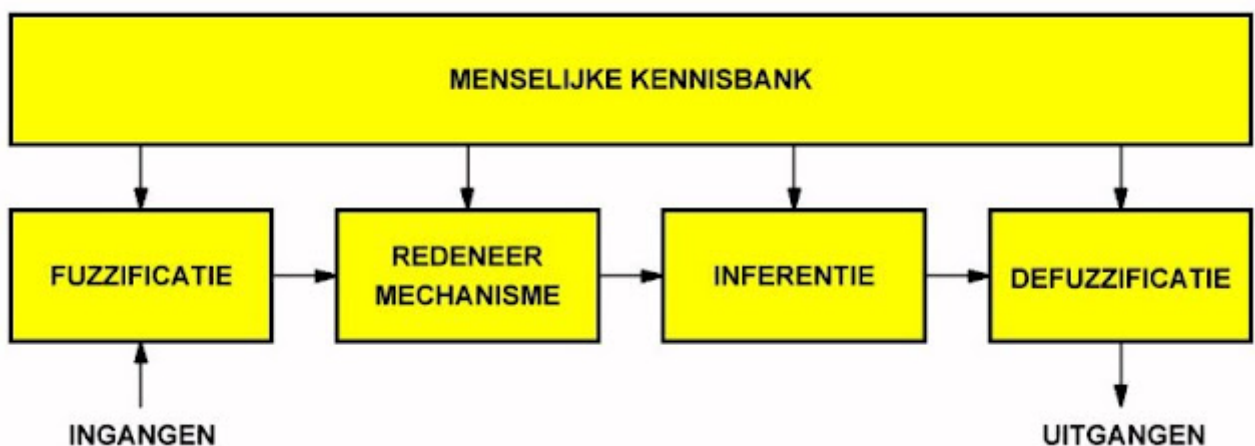 MENSELIJKE KENNISBANK
FUZZIFICATIE
REDENEER
MECHANISME
INFERENTIE
DEFUZZIFICATIE
INGANGEN
UITGANGEN